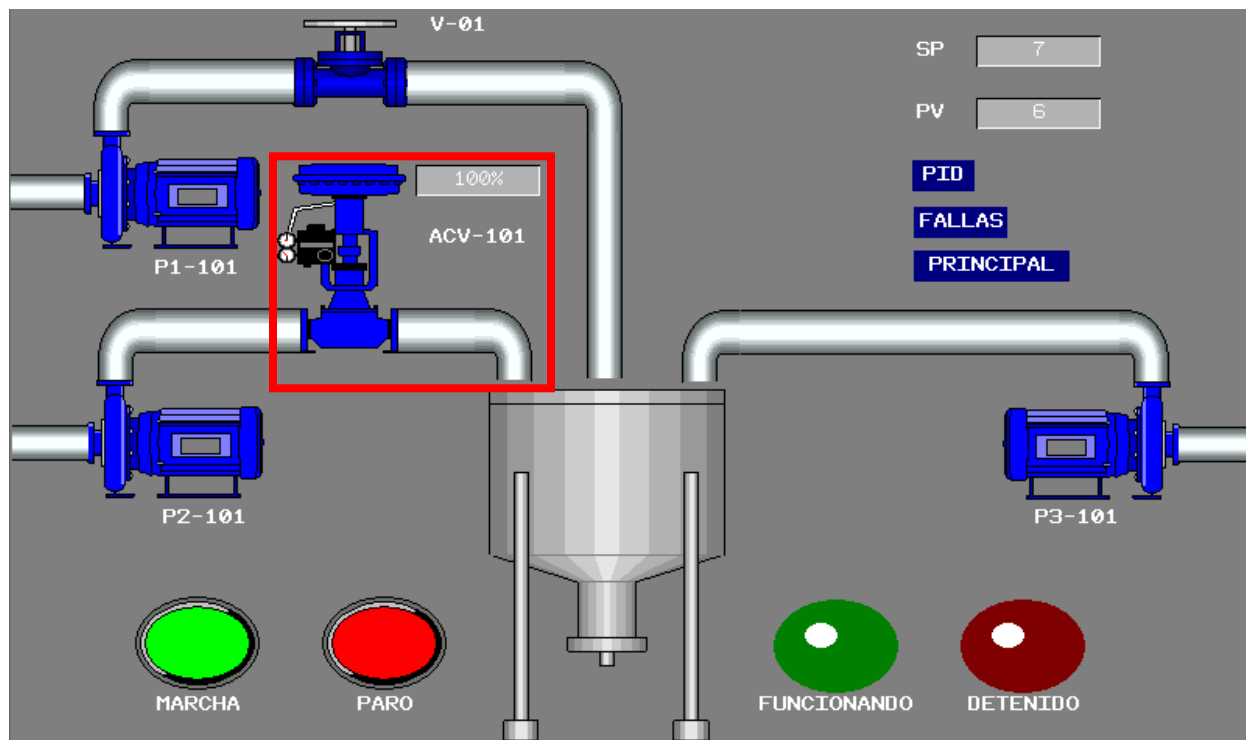 V-01
SP 7
PV 6
PID
FALLAS
PRINCIPAL
100%
ACV-101
P1-101
P2-101
P3-101
MARCHA
PARO
FUNCIONANDO
DETENIDO